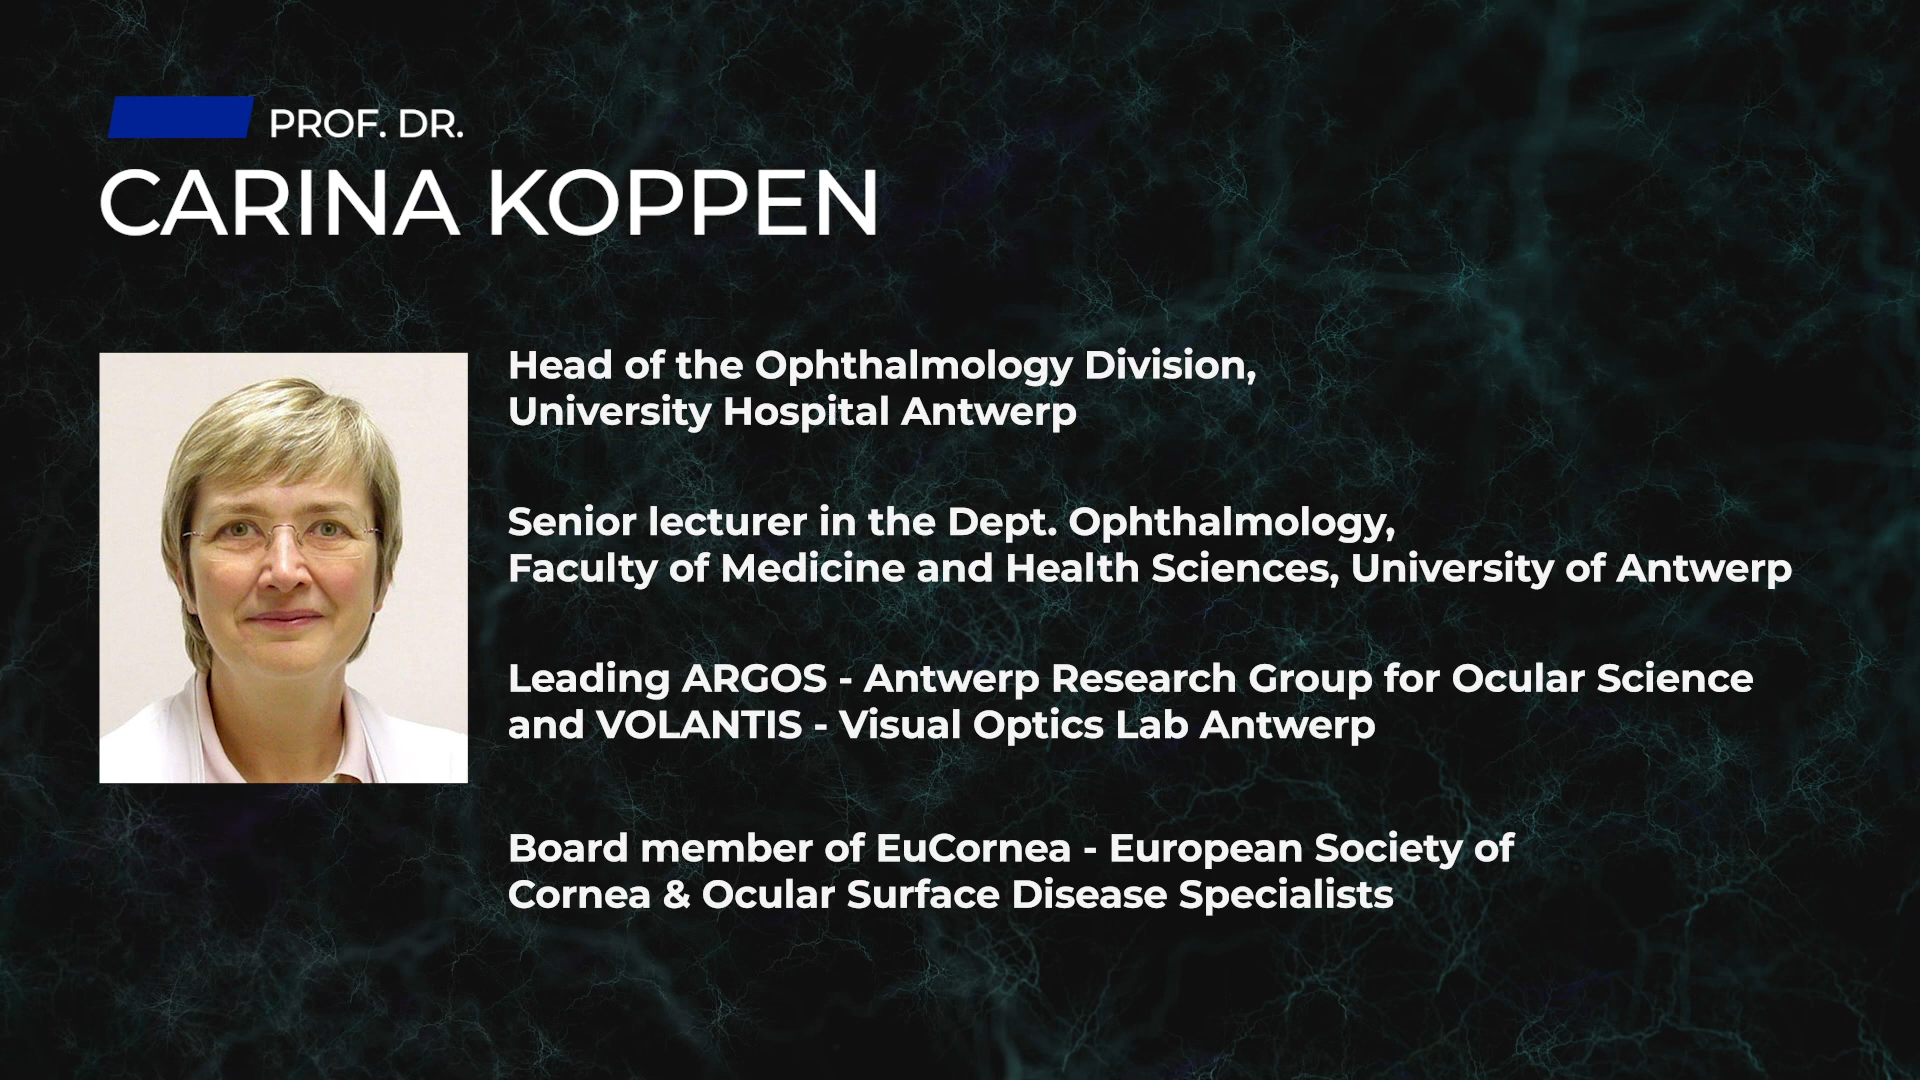 PROF. DR.
CARINA KOPPEN
Head of the Ophthalmology Division,
University Hospital Antwerp
Senior lecturer in the Dept. Ophthalmology,
Faculty of Medicine and Health Sciences, University of Antwerp
Leading ARGOS - Antwerp Research Group for Ocular Science
and VOLANTIS - Visual Optics Lab Antwerp
Board member of EuCornea - European Society of
Cornea & Ocular Surface Disease Specialists